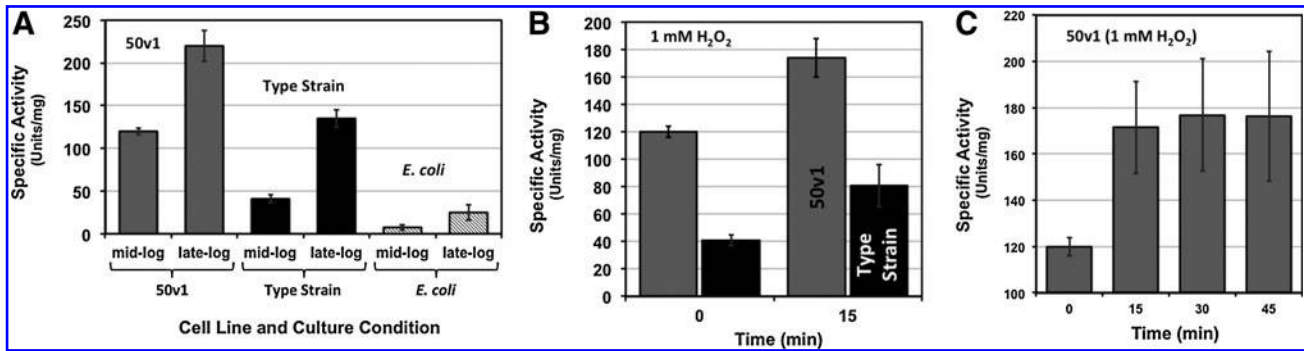 A
Specific Activity
(Units/mg)
250
200
150
100
50
0
50v1
Type Strain
E. coli
mid-log late-log mid-log late-log mid-log late-log
50v1 Type Strain E. coli
Cell Line and Culture Condition
B
Specific Activity
(Units/mg)
200
180
160
140
120
100
80
60
40
20
0
1 mM H₂O₂
50v1
Type
Strain
0 15
Time (min)
C
Specific Activity
(Units/mg)
220
200
180
160
140
120
100
50v1 (1 mM H₂O₂)
0 15 30 45
Time (min)